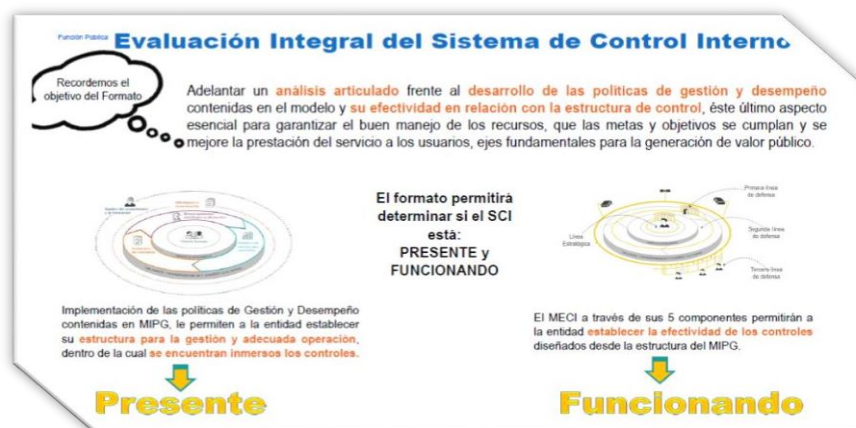 Función Pública
Evaluación Integral del Sistema de Control Interno
Recordemos el
objetivo del Formato
Adelantar un análisis articulado frente al desarrollo de las políticas de gestión y desempeño
contenidas en el modelo y su efectividad en relación con la estructura de control, éste último aspecto
esencial para garantizar el buen manejo de los recursos, que las metas y objetivos se cumplan y se
mejore la prestación del servicio a los usuarios, ejes fundamentales para la generación de valor público.
El formato permitirá
determinar si el SCI
está:
PRESENTE y
FUNCIONANDO
Primera línea
de defensa
Segunda línea
de defensa
Línea
Estratégica
Tercera línea
de defensa
Implementación de las políticas de Gestión y Desempeño
contenidas en MIPG, le permiten a la entidad establecer
su estructura para la gestión y adecuada operación,
dentro de la cual se encuentran inmersos los controles.
El MECI a través de sus 5 componentes permitirán a
la entidad establecer la efectividad de los controles
diseñados desde la estructura del MIPG.
Presente
Funcionando